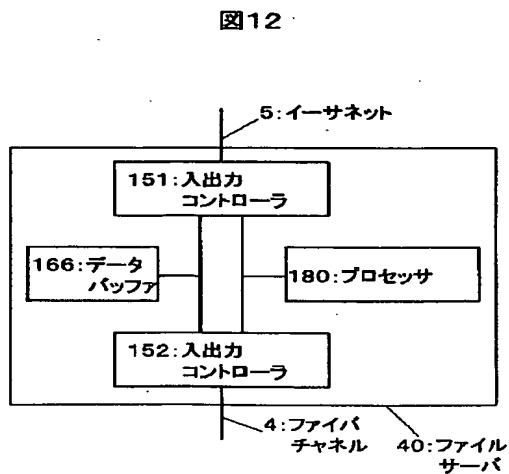 図12
5:イーサネット
151:入出力
コントローラ
166:データ
バッファ
180:プロセッサ
152:入出力
コントローラ
4:ファイバ
チャネル
40:ファイル
サーバ